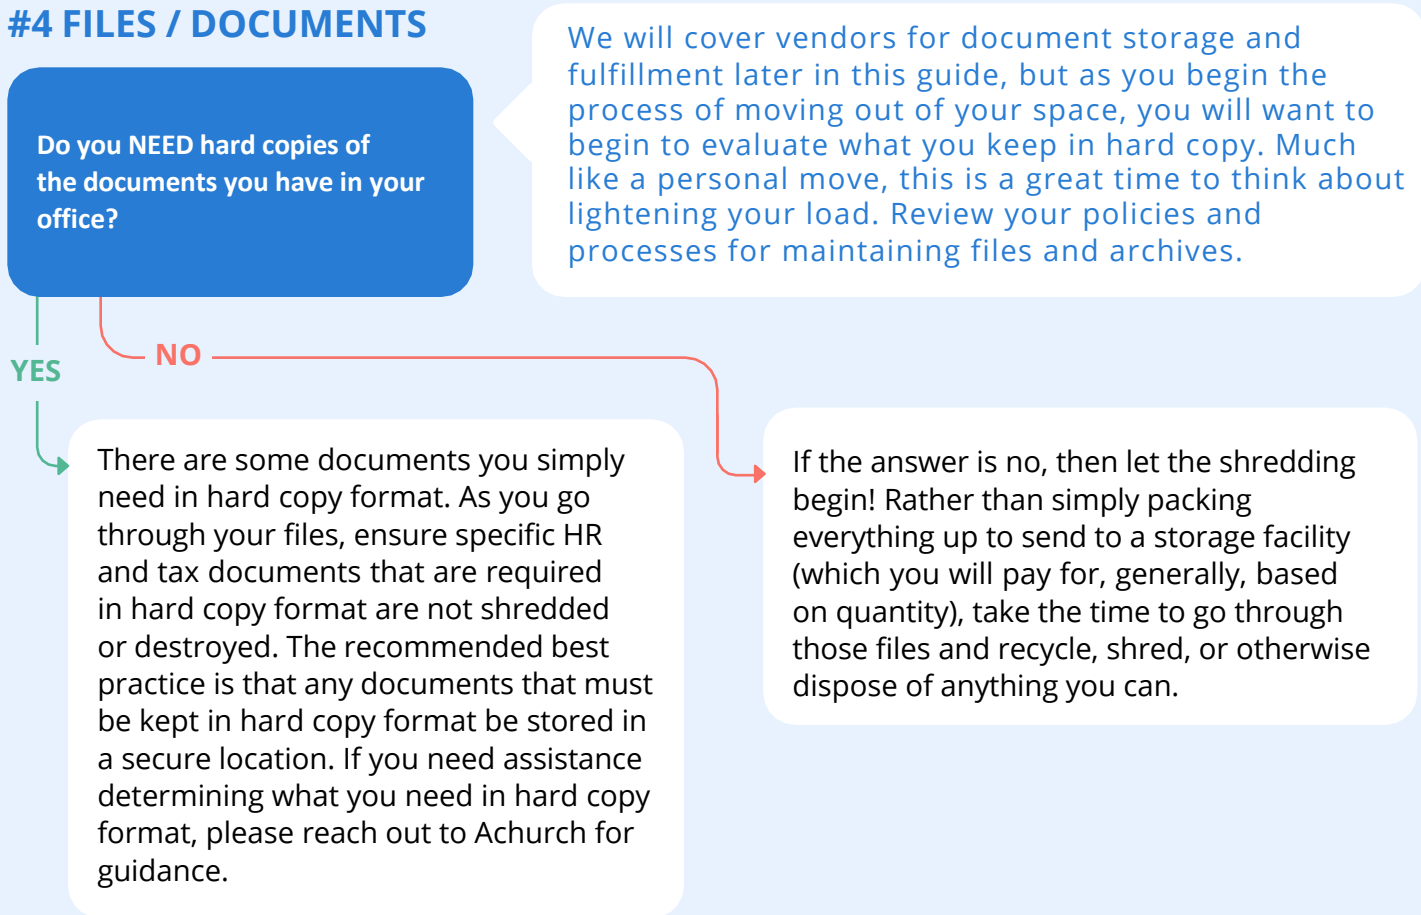 #4 FILES / DOCUMENTS
Do you NEED hard copies of
the documents you have in your
office?
We will cover vendors for document storage and
fulfillment later in this guide, but as you begin the
process of moving out of your space, you will want to
begin to evaluate what you keep in hard copy. Much
like a personal move, this is a great time to think about
lightening your load. Review your policies and
processes for maintaining files and archives.
YES
NO
There are some documents you simply
need in hard copy format. As you go
through your files, ensure specific HR
and tax documents that are required
in hard copy format are not shredded
or destroyed. The recommended best
practice is that any documents that must
be kept in hard copy format be stored in
a secure location. If you need assistance
determining what you need in hard copy
format, please reach out to Achurch for
guidance.
If the answer is no, then let the shredding
begin! Rather than simply packing
everything up to send to a storage facility
(which you will pay for, generally, based
on quantity), take the time to go through
those files and recycle, shred, or otherwise
dispose of anything you can.